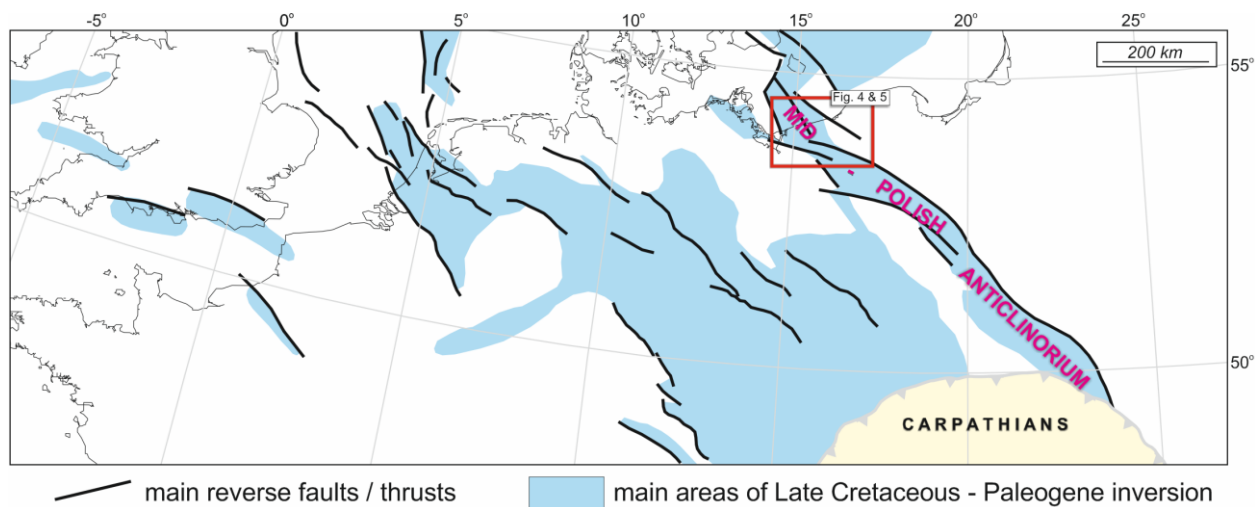 -5° 0° 5° 10° 15° 20° 25°
200 km
55°
Fig. 4 & 5
MID
-
POLISH
ANTICLINORIUM
50°
CARPATHIANS
main reverse faults / thrusts
main areas of Late Cretaceous - Paleogene inversion